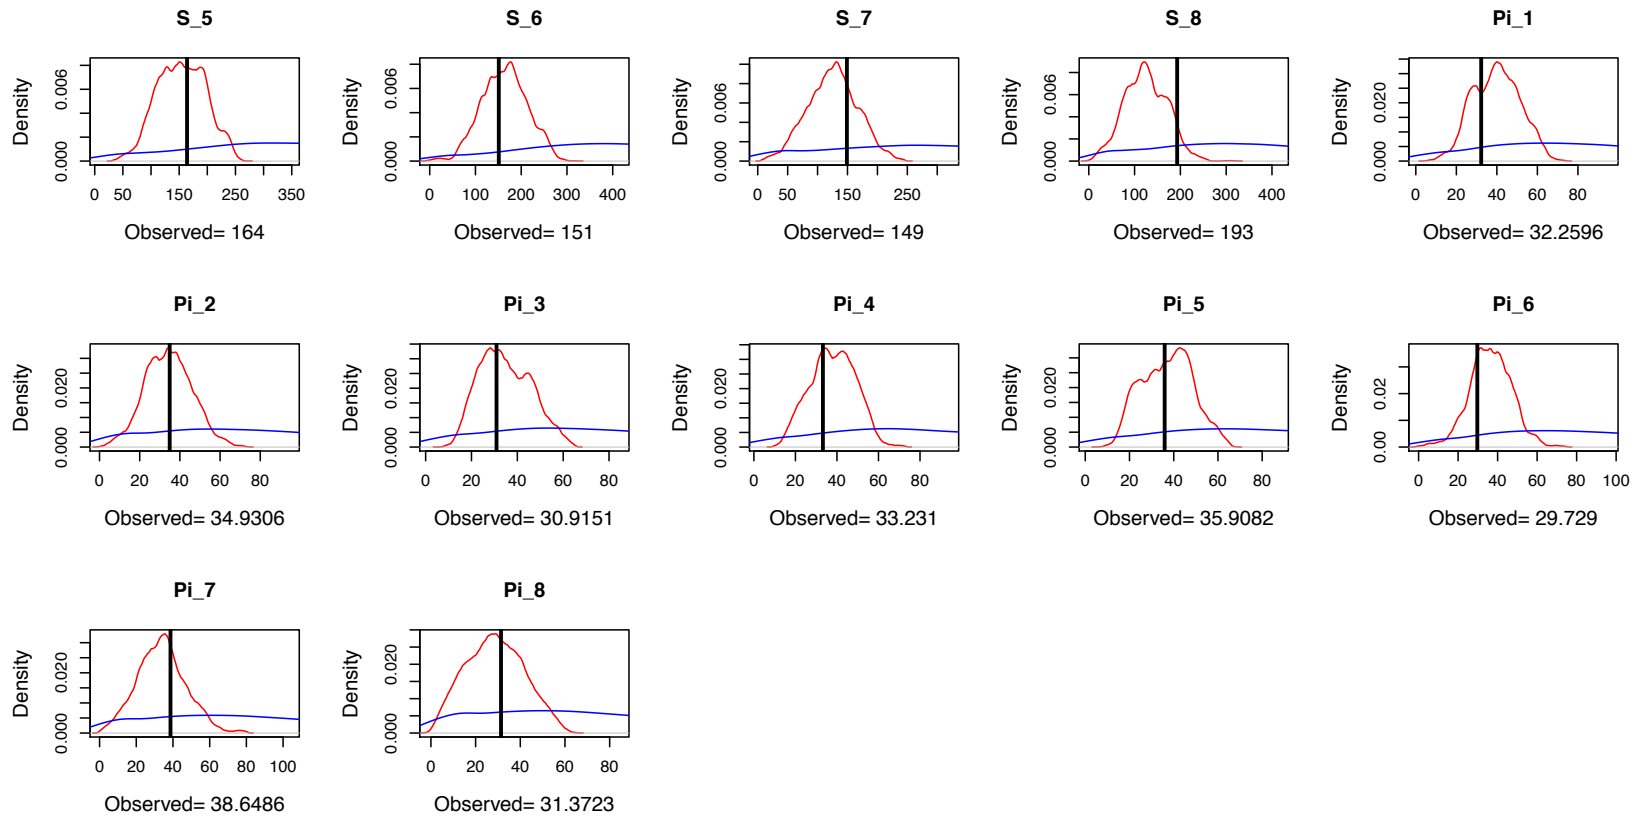 S_5
Density
0.000 0.006
0 50 150 250 350
Observed= 164
S_6
Density
0.000 0.006
0 100 200 300 400
Observed= 151
S_7
Density
0.000 0.006
0 50 150 250
Observed= 149
S_8
Density
0.000 0.006
0 100 200 300 400
Observed= 193
Pi_1
Density
0.000 0.020
0 20 40 60 80
Observed= 32.2596
Pi_2
Density
0.000 0.020
0 20 40 60 80
Observed= 34.9306
Pi_3
Density
0.000 0.020
0 20 40 60 80
Observed= 30.9151
Pi_4
Density
0.000 0.020
0 20 40 60 80
Observed= 33.231
Pi_5
Density
0.000 0.020
0 20 40 60 80
Observed= 35.9082
Pi_6
Density
0.00 0.02
0 20 40 60 80 100
Observed= 29.729
Pi_7
Density
0.000 0.020
0 20 40 60 80 100
Observed= 38.6486
Pi_8
Density
0.000 0.020
0 20 40 60 80
Observed= 31.3723